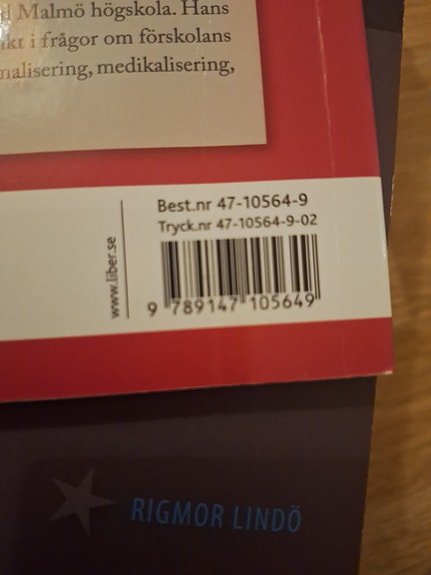 Malmö högskola. Hans
i frågor om förskolans
medikalisering,
Best.nr 47-10564-9
Tryck.nr 47-10564-9-02
www.liber.se
9 789147 105649
RIGMOR LINDÖ